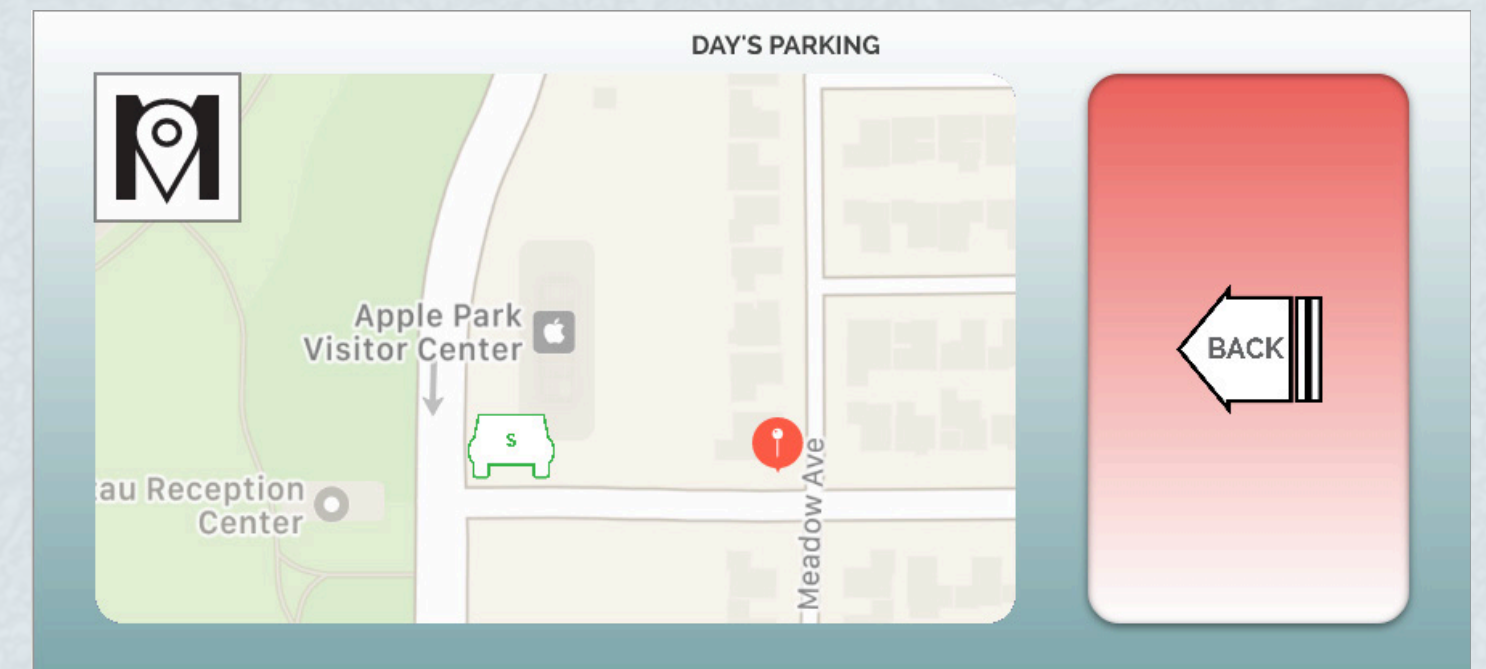 DAY'S PARKING
Apple Park
Visitor Center
BACK
S
au Reception
Center
Meadow Ave